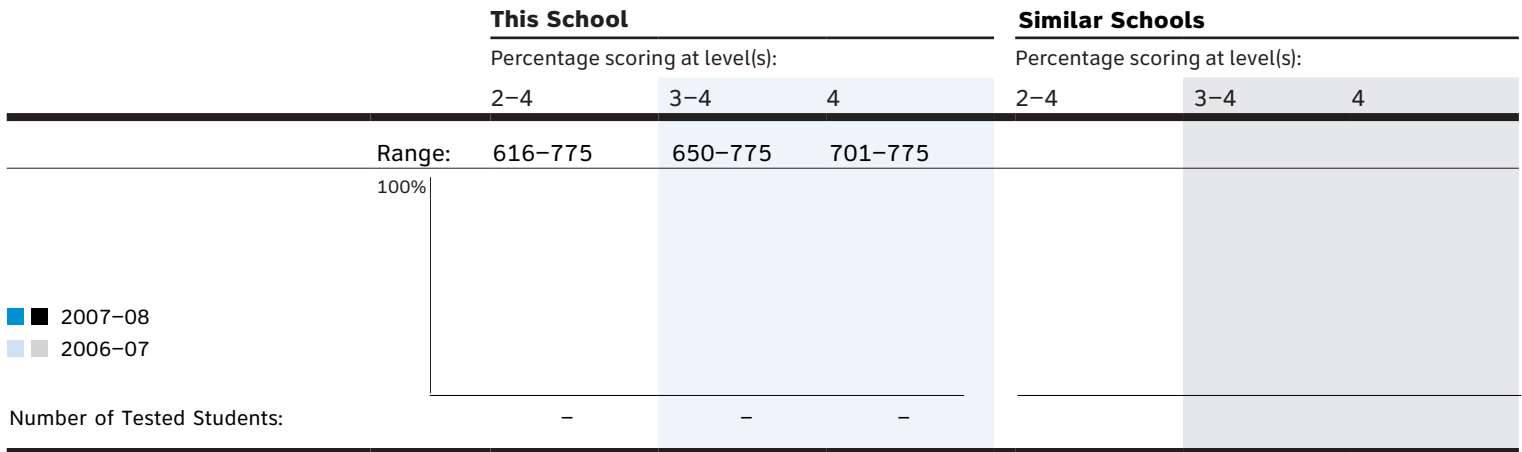 This School Similar Schools
Percentage scoring at level(s): Percentage scoring at level(s):
2–4 3–4 4 2–4 3–4 4
Range: 616–775 650–775 701–775
100%
2007–08
2006–07
Number of Tested Students: – – –